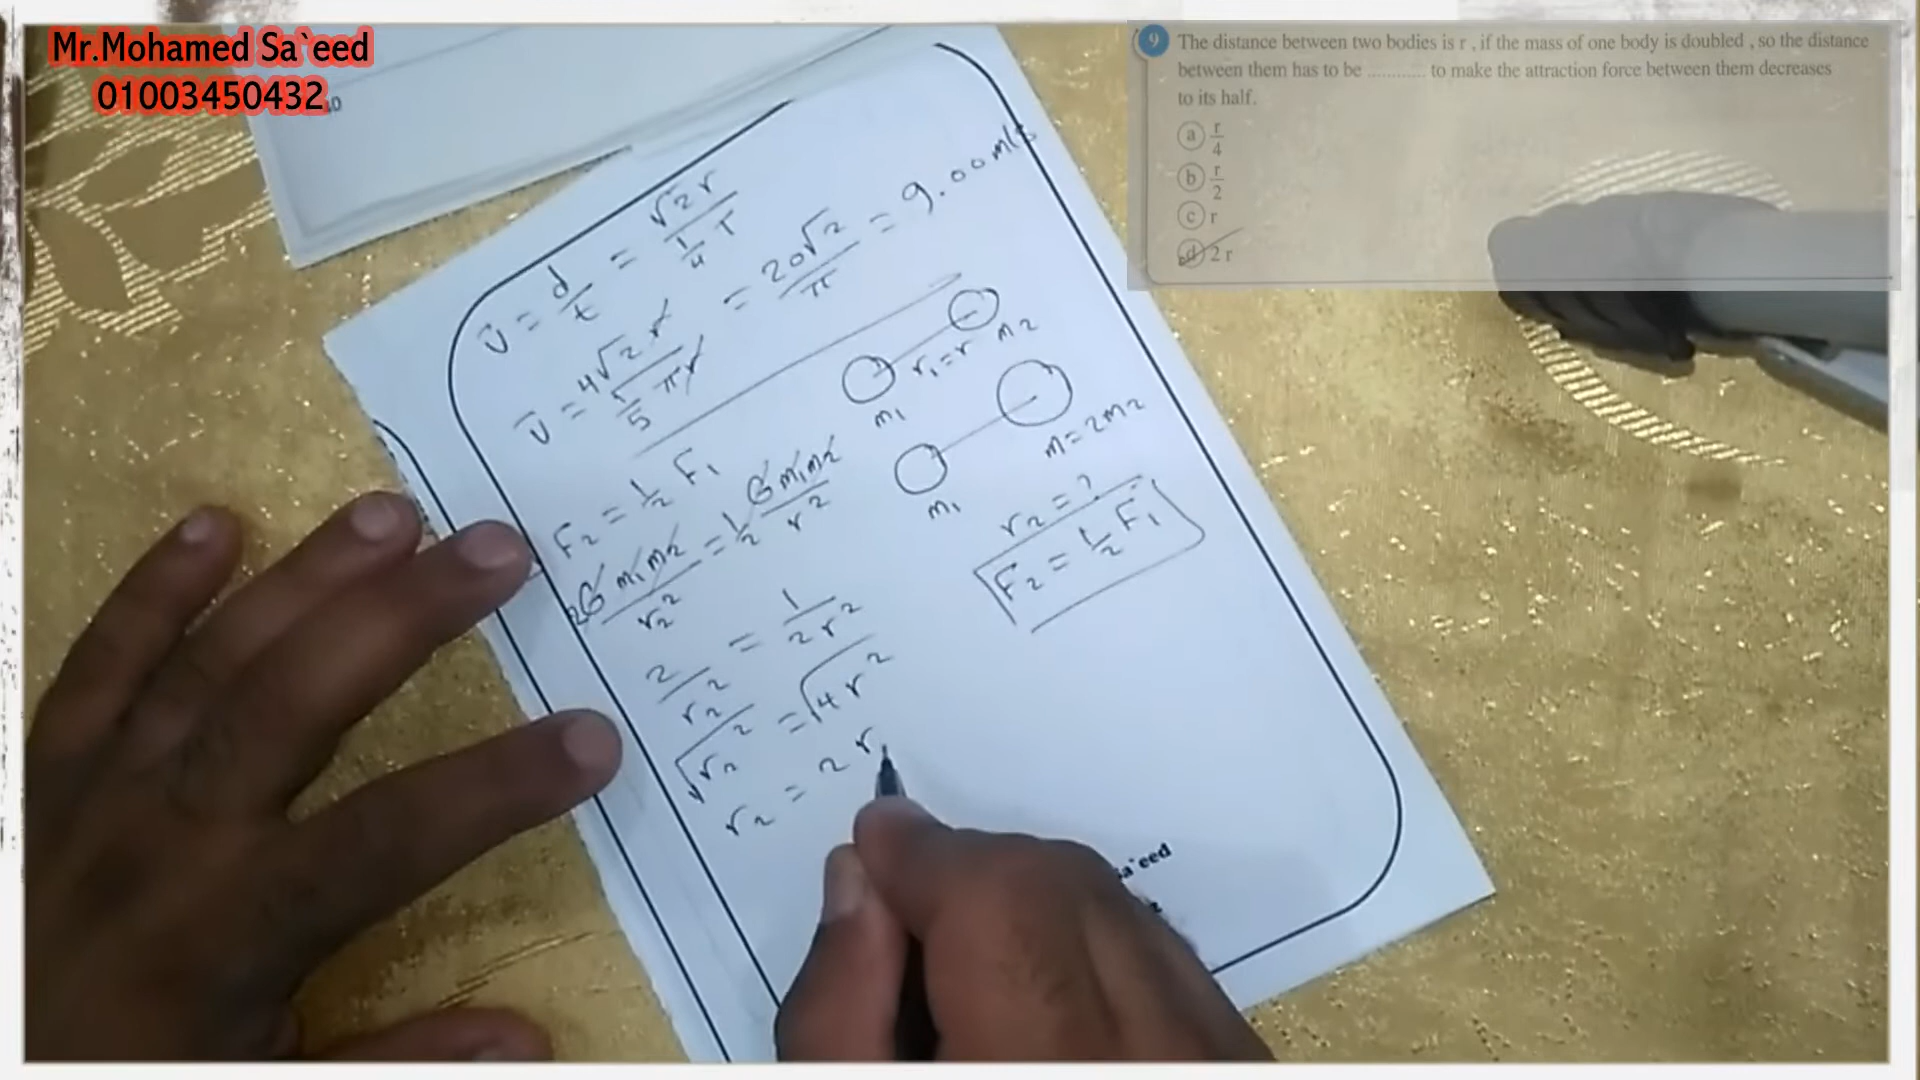 Mr.Mohamed Sa`eed
01003450432
9 The distance between two bodies is r , if the mass of one body is doubled , so the distance
between them has to be ............ to make the attraction force between them decreases
to its half.
a r/4
b r/2
c r
d 2 r
v̄ = d/t = √2 r / ¼ T
v̄ = 4√2 r / ⅕ π r = 20√2 / π = 9.00 m/s
m1 r1 = r m2
m1 m = 2m2
r2 = ?
F2 = ½ F1
F2 = ½ F1
2G m1 m2 / r2² = ½ G m1 m2 / r²
2 / r2² = 1 / 2r²
√r2² = √4r²
r2 = 2r
Sa`eed